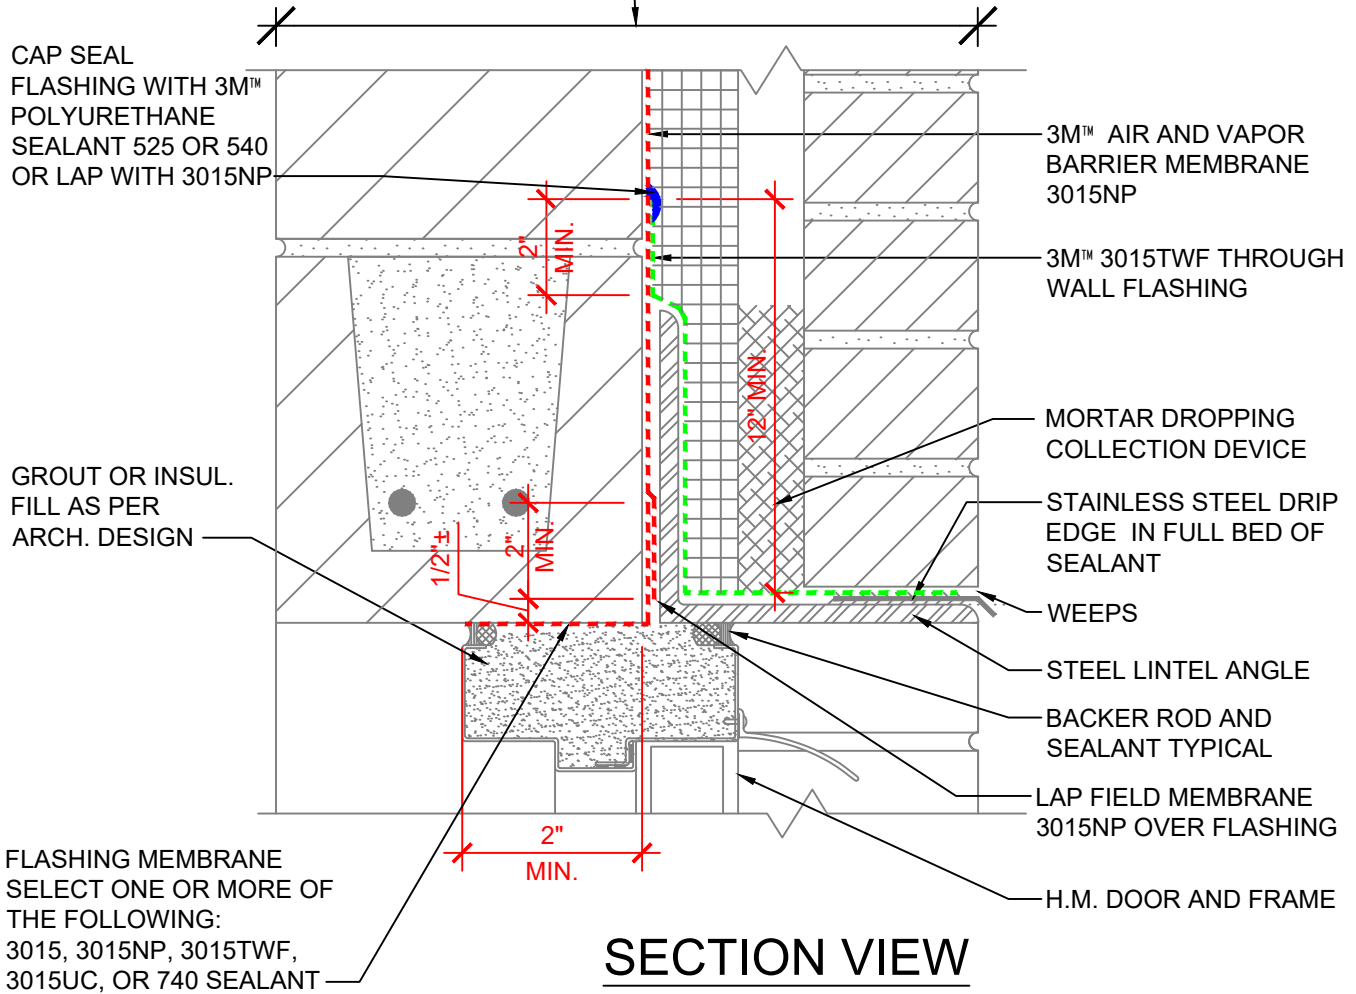 CAP SEAL
FLASHING WITH 3M™
POLYURETHANE
SEALANT 525 OR 540
OR LAP WITH 3015NP
3M™ AIR AND VAPOR
BARRIER MEMBRANE
3015NP
3M™ 3015TWF THROUGH
WALL FLASHING
2"
MIN.
12" MIN.
MORTAR DROPPING
COLLECTION DEVICE
GROUT OR INSUL.
FILL AS PER
ARCH. DESIGN
1/2"±
2"
MIN.
STAINLESS STEEL DRIP
EDGE IN FULL BED OF
SEALANT
WEEPS
STEEL LINTEL ANGLE
BACKER ROD AND
SEALANT TYPICAL
LAP FIELD MEMBRANE
3015NP OVER FLASHING
2"
MIN.
FLASHING MEMBRANE
SELECT ONE OR MORE OF
THE FOLLOWING:
3015, 3015NP, 3015TWF,
3015UC, OR 740 SEALANT
H.M. DOOR AND FRAME
SECTION VIEW